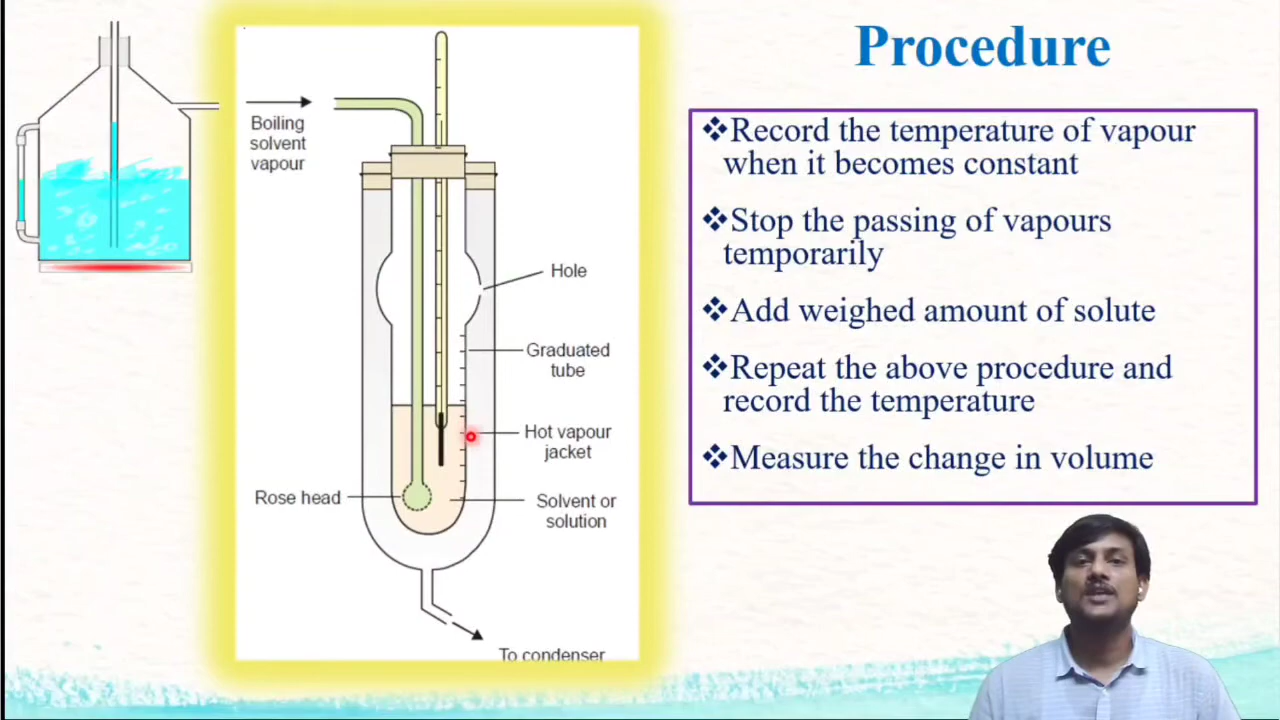 Procedure
Boiling
solvent
vapour
Hole
Graduated
tube
Hot vapour
jacket
Rose head
Solvent or
solution
To condenser
❖Record the temperature of vapour
when it becomes constant
❖Stop the passing of vapours
temporarily
❖Add weighed amount of solute
❖Repeat the above procedure and
record the temperature
❖Measure the change in volume